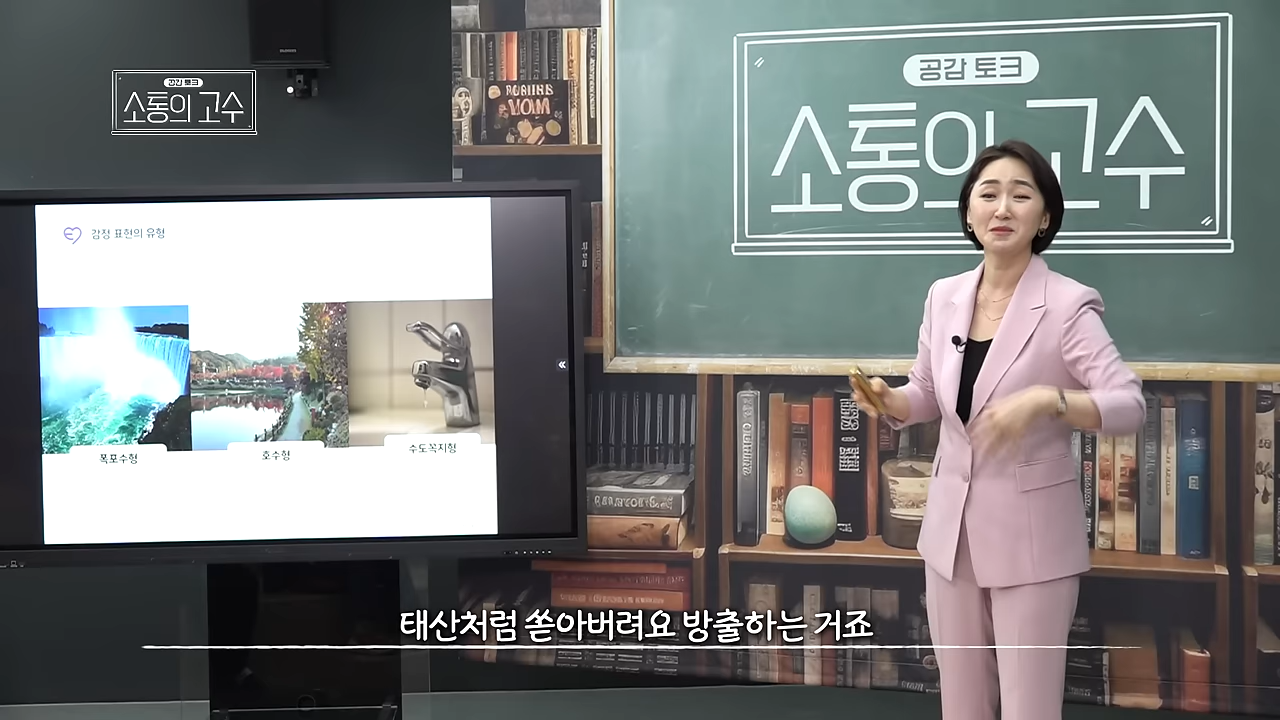 공감 토크
소통의 고수
공감 토크
소통의 고수
감정 표현의 유형
폭포수형
호수형
수도꼭지형
태산처럼 쏟아버려요 방출하는 거죠